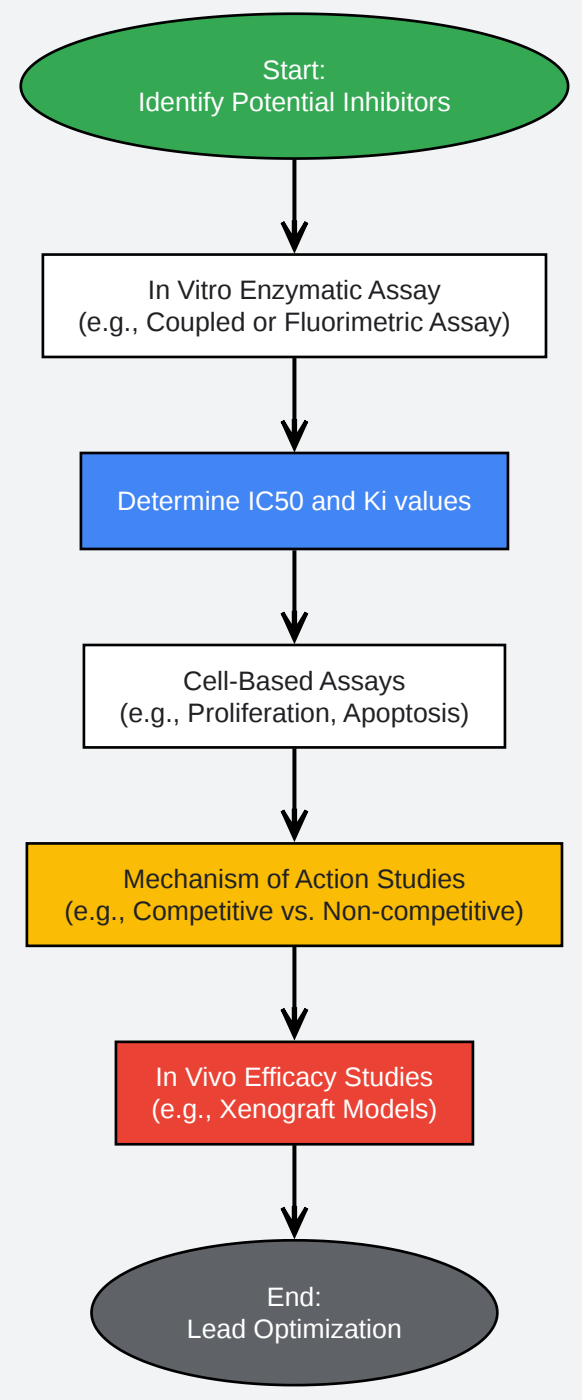 Start:
Identify Potential Inhibitors
In Vitro Enzymatic Assay
(e.g., Coupled or Fluorimetric Assay)
Determine IC50 and Ki values
Cell-Based Assays
(e.g., Proliferation, Apoptosis)
Mechanism of Action Studies
(e.g., Competitive vs. Non-competitive)
In Vivo Efficacy Studies
(e.g., Xenograft Models)
End:
Lead Optimization